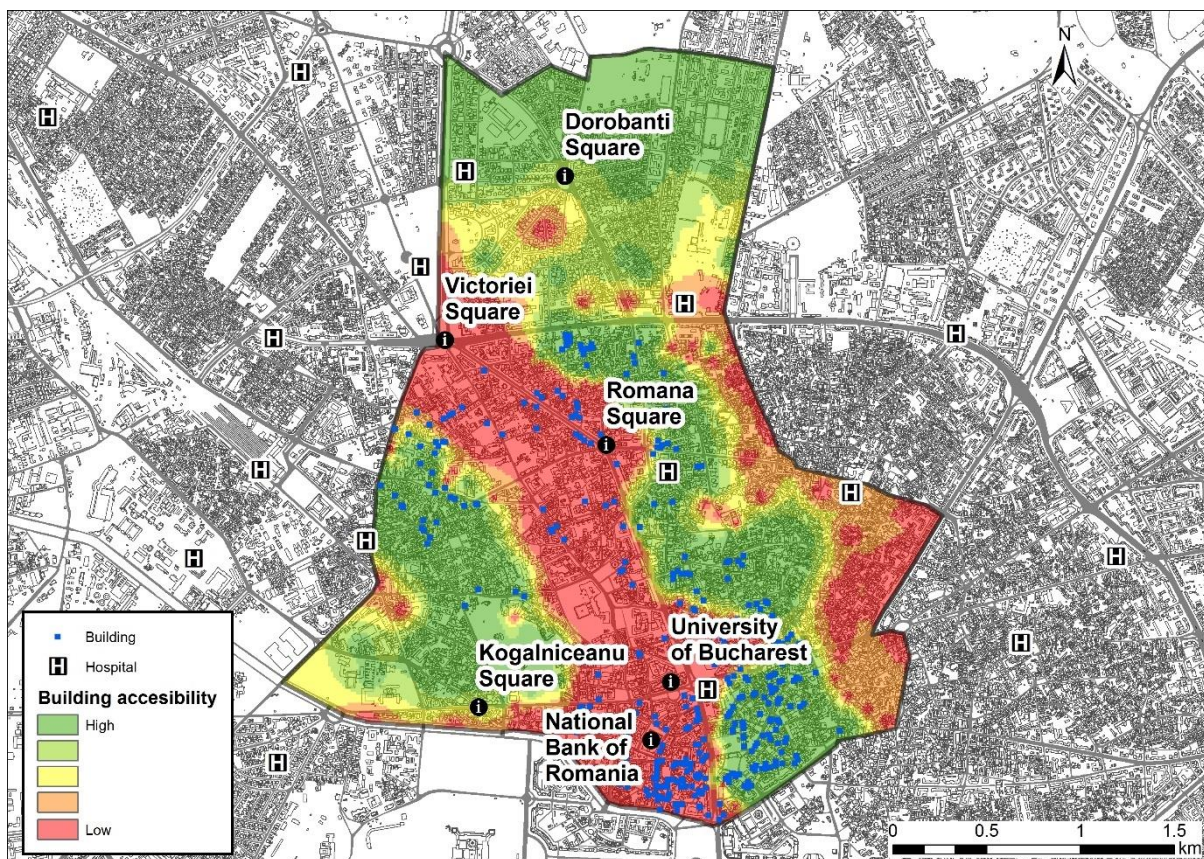 N
Dorobanti
Square
H
H
H
H
Victoriei
Square
H
H
H
H
Romana
Square
H
H
H
H
H
H
University
of Bucharest
H
H
Kogalniceanu
Square
National
Bank of
Romania
H
Building
H Hospital
Building accesibility
High
Low
0 0.5 1 1.5
km
i
i
i
i
i
i